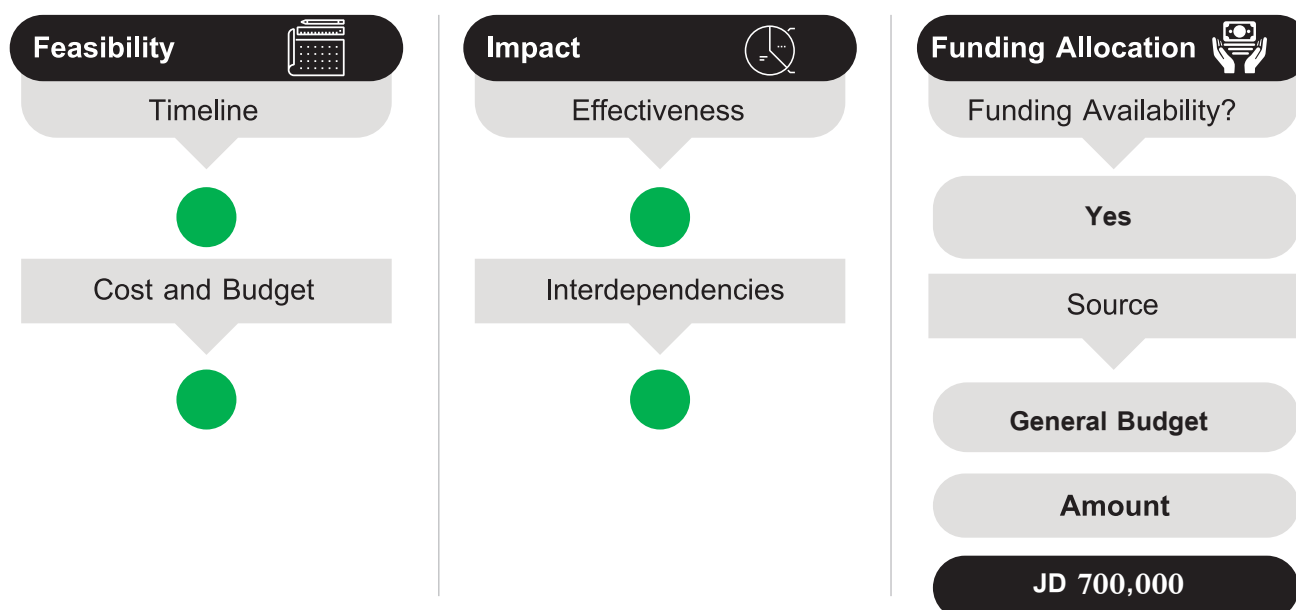 Feasibility
Timeline
Cost and Budget
Impact
Effectiveness
Interdependencies
Funding Allocation
Funding Availability?
Yes
Source
General Budget
Amount
JD 700,000